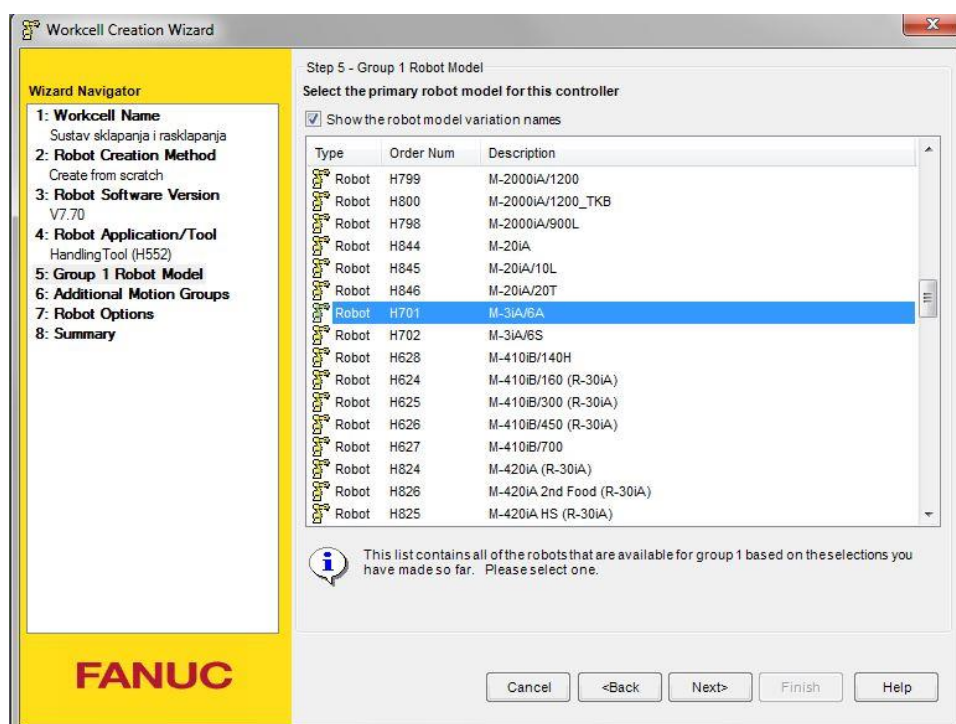 Workcell Creation Wizard
Wizard Navigator
1: Workcell Name
Sustav sklapanja i rasklapanja
2: Robot Creation Method
Create from scratch
3: Robot Software Version
V7.70
4: Robot Application/Tool
HandlingTool (H552)
5: Group 1 Robot Model
6: Additional Motion Groups
7: Robot Options
8: Summary
FANUC
Step 5 - Group 1 Robot Model
Select the primary robot model for this controller
Show the robot model variation names
Type Order Num Description
Robot H799 M-2000iA/1200
Robot H800 M-2000iA/1200_TKB
Robot H798 M-2000iA/900L
Robot H844 M-20iA
Robot H845 M-20iA/10L
Robot H846 M-20iA/20T
Robot H701 M-3iA/6A
Robot H702 M-3iA/6S
Robot H628 M-410iB/140H
Robot H624 M-410iB/160 (R-30iA)
Robot H625 M-410iB/300 (R-30iA)
Robot H626 M-410iB/450 (R-30iA)
Robot H627 M-410iB/700
Robot H824 M-420iA (R-30iA)
Robot H826 M-420iA 2nd Food (R-30iA)
Robot H825 M-420iA HS (R-30iA)
This list contains all of the robots that are available for group 1 based on the selections you
have made so far. Please select one.
Cancel <Back Next> Finish Help